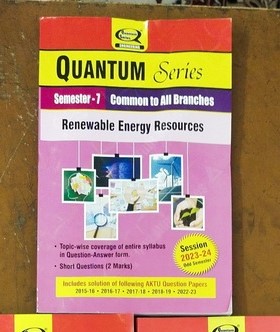 QUANTUM Series
Semester - 7 Common to All Branches
Renewable Energy Resources
Session
2023-24
Odd Semester
• Topic-wise coverage of entire syllabus
in Question-Answer form.
• Short Questions (2 Marks)
Includes solution of following AKTU Question Papers
2015-16 • 2016-17 • 2017-18 • 2018-19 • 2022-23